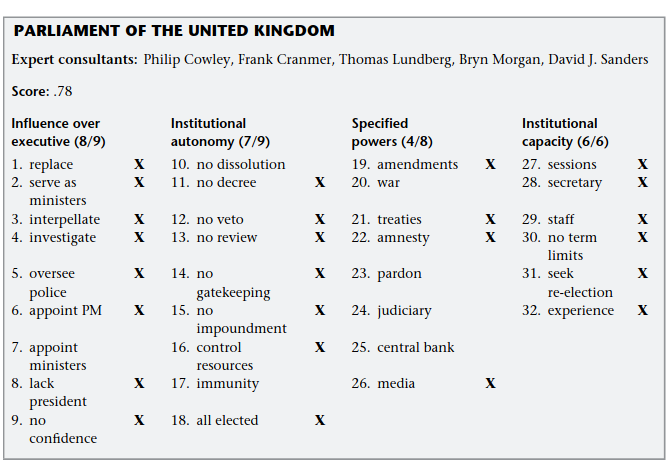 PARLIAMENT OF THE UNITED KINGDOM
Expert consultants: Philip Cowley, Frank Cranmer, Thomas Lundberg, Bryn Morgan, David J. Sanders
Score: .78
Influence over
executive (8/9)
1. replace X
2. serve as X
ministers
3. interpellate X
4. investigate X
5. oversee X
police
6. appoint PM X
7. appoint
ministers
8. lack X
president
9. no X
confidence
Institutional
autonomy (7/9)
10. no dissolution
11. no decree X
12. no veto X
13. no review X
14. no X
gatekeeping
15. no X
impoundment
16. control X
resources
17. immunity
18. all elected X
Specified
powers (4/8)
19. amendments X
20. war
21. treaties X
22. amnesty X
23. pardon
24. judiciary
25. central bank
26. media X
Institutional
capacity (6/6)
27. sessions X
28. secretary X
29. staff X
30. no term X
limits
31. seek X
re-election
32. experience X